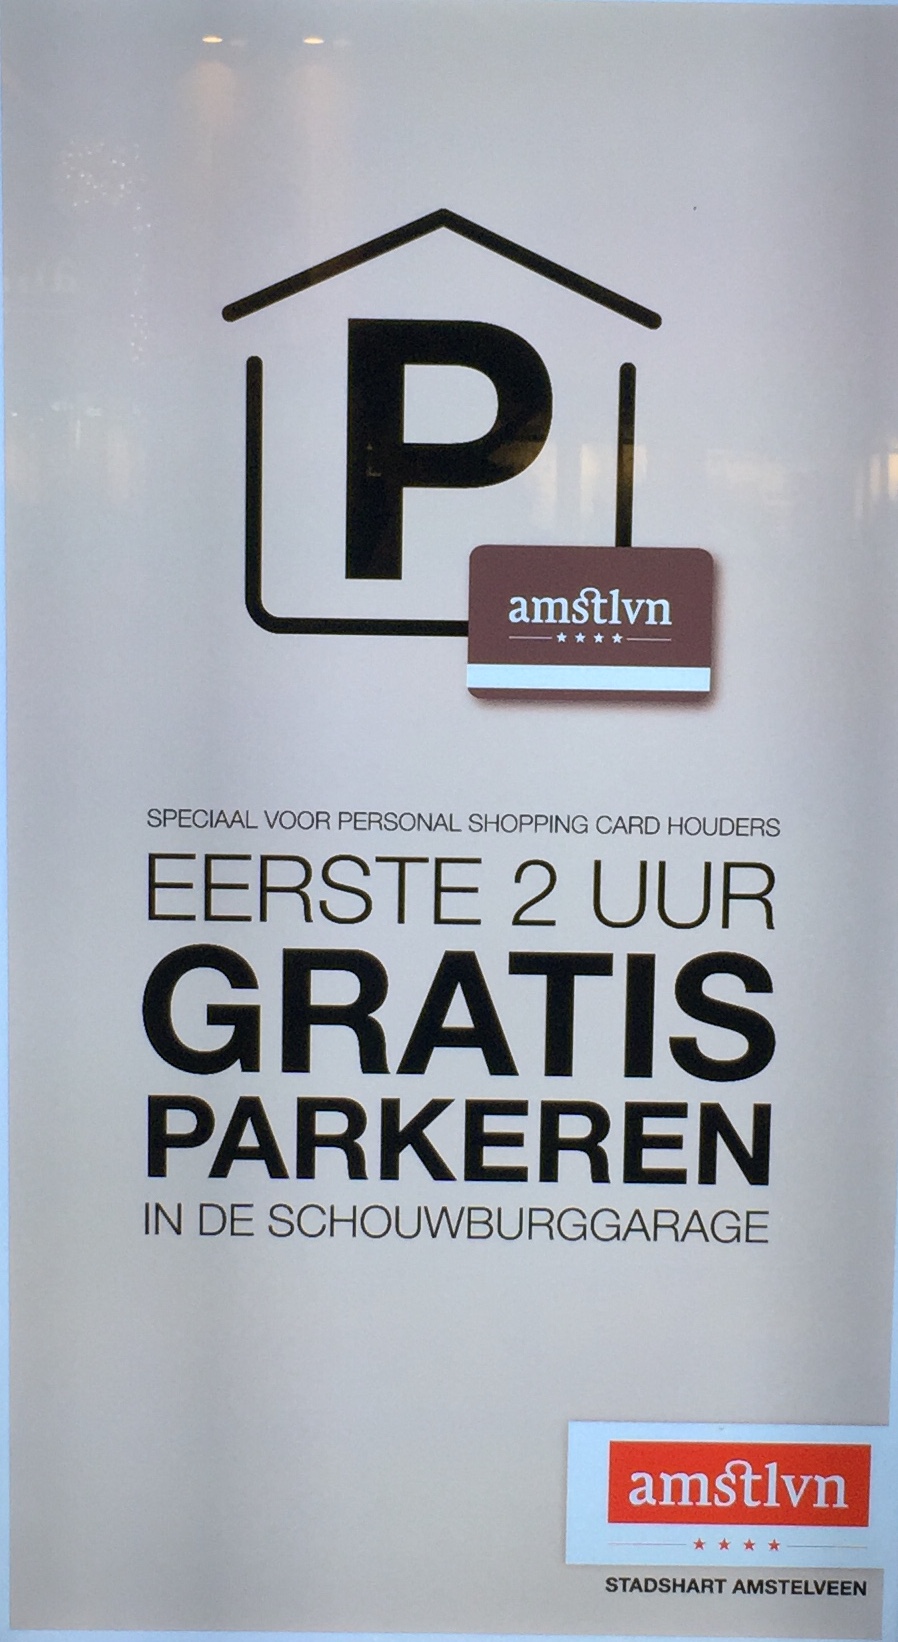 P
amstlvn
SPECIAAL VOOR PERSONAL SHOPPING CARD HOUDERS
EERSTE 2 UUR
GRATIS
PARKEREN
IN DE SCHOUWBURGGARAGE
amstlvn
STADSHART AMSTELVEEN